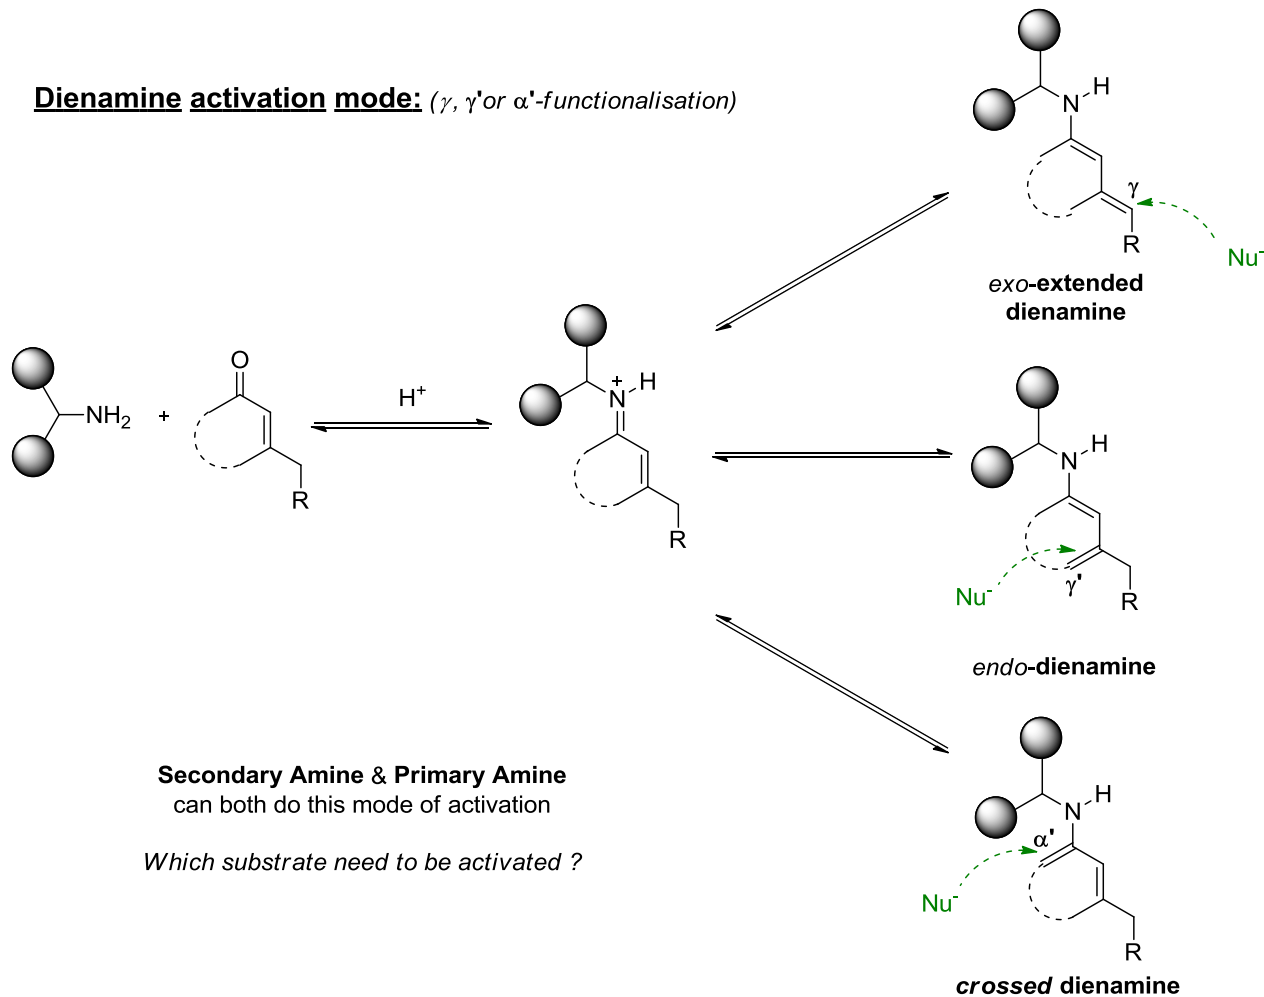 Dienamine activation mode: (γ, γ'or α'-functionalisation)
NH2
+
O
R
H+
+
N
H
R
N
H
γ
R
Nu-
exo-extended
dienamine
N
H
Nu-
γ'
R
endo-dienamine
N
H
α'
Nu-
R
crossed dienamine
Secondary Amine & Primary Amine
can both do this mode of activation
Which substrate need to be activated ?